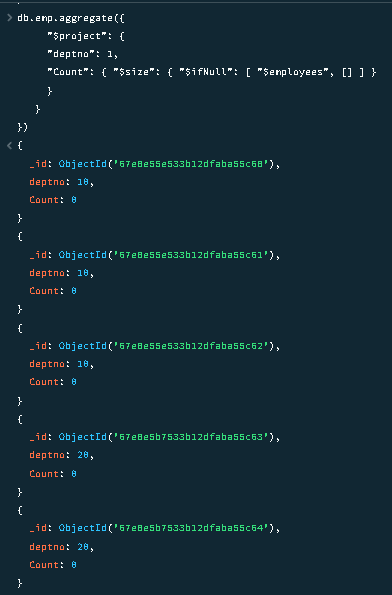 > db.emp.aggregate({
"$project": {
"deptno": 1,
"Count": { "$size": { "$ifNull": [ "$employees", [] ] }
}
}
})
< {
_id: ObjectId('67e8e55e533b12dfaba55c60'),
deptno: 10,
Count: 0
}
{
_id: ObjectId('67e8e55e533b12dfaba55c61'),
deptno: 10,
Count: 0
}
{
_id: ObjectId('67e8e55e533b12dfaba55c62'),
deptno: 10,
Count: 0
}
{
_id: ObjectId('67e8e5b7533b12dfaba55c63'),
deptno: 20,
Count: 0
}
{
_id: ObjectId('67e8e5b7533b12dfaba55c64'),
deptno: 20,
Count: 0
}